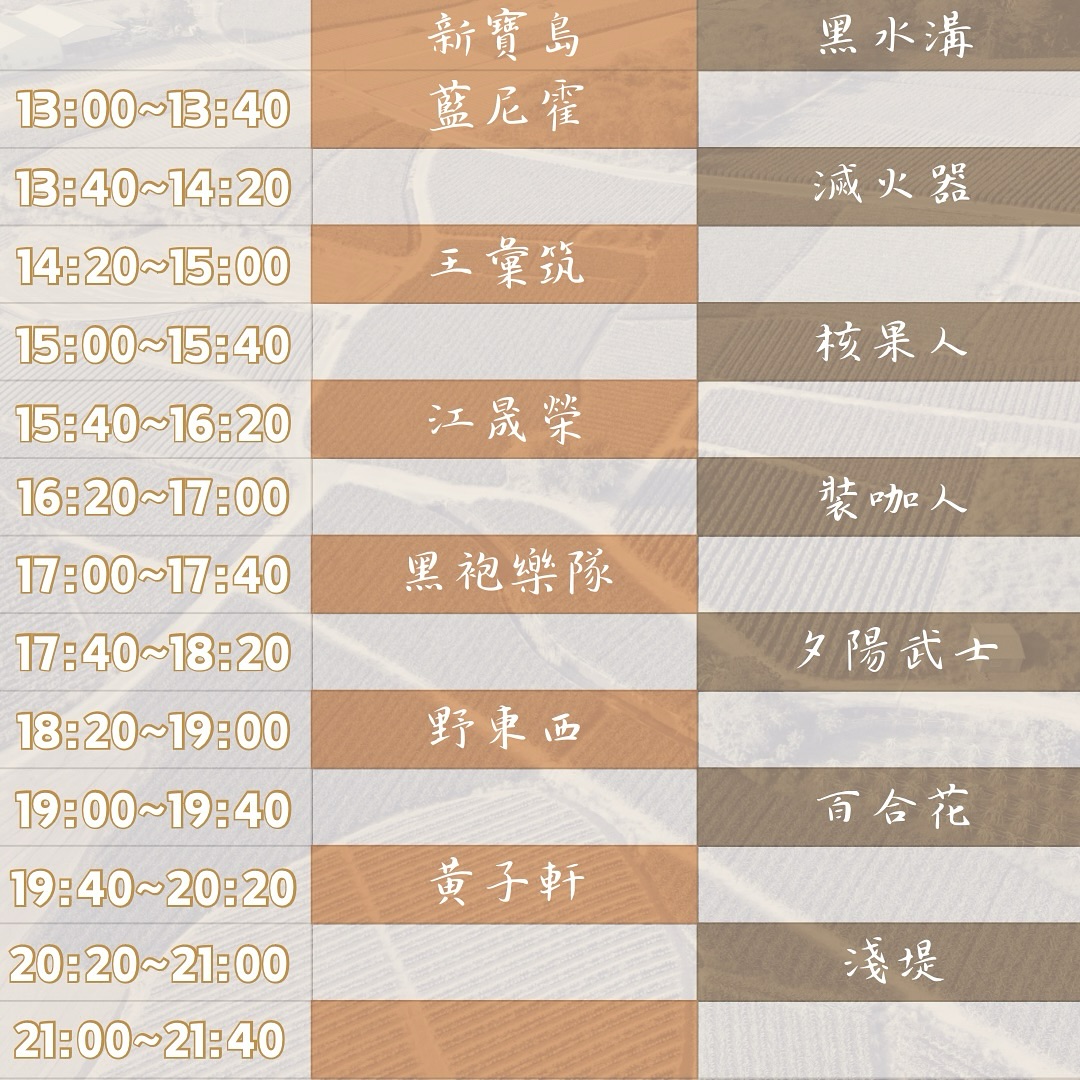 新寶島 黑水溝
13:00~13:40 藍尼霍
13:40~14:20 滅火器
14:20~15:00 王彙筑
15:00~15:40 核果人
15:40~16:20 江晟榮
16:20~17:00 裝咖人
17:00~17:40 黑袍樂隊
17:40~18:20 夕陽武士
18:20~19:00 野東西
19:00~19:40 百合花
19:40~20:20 黃子軒
20:20~21:00 淺堤
21:00~21:40